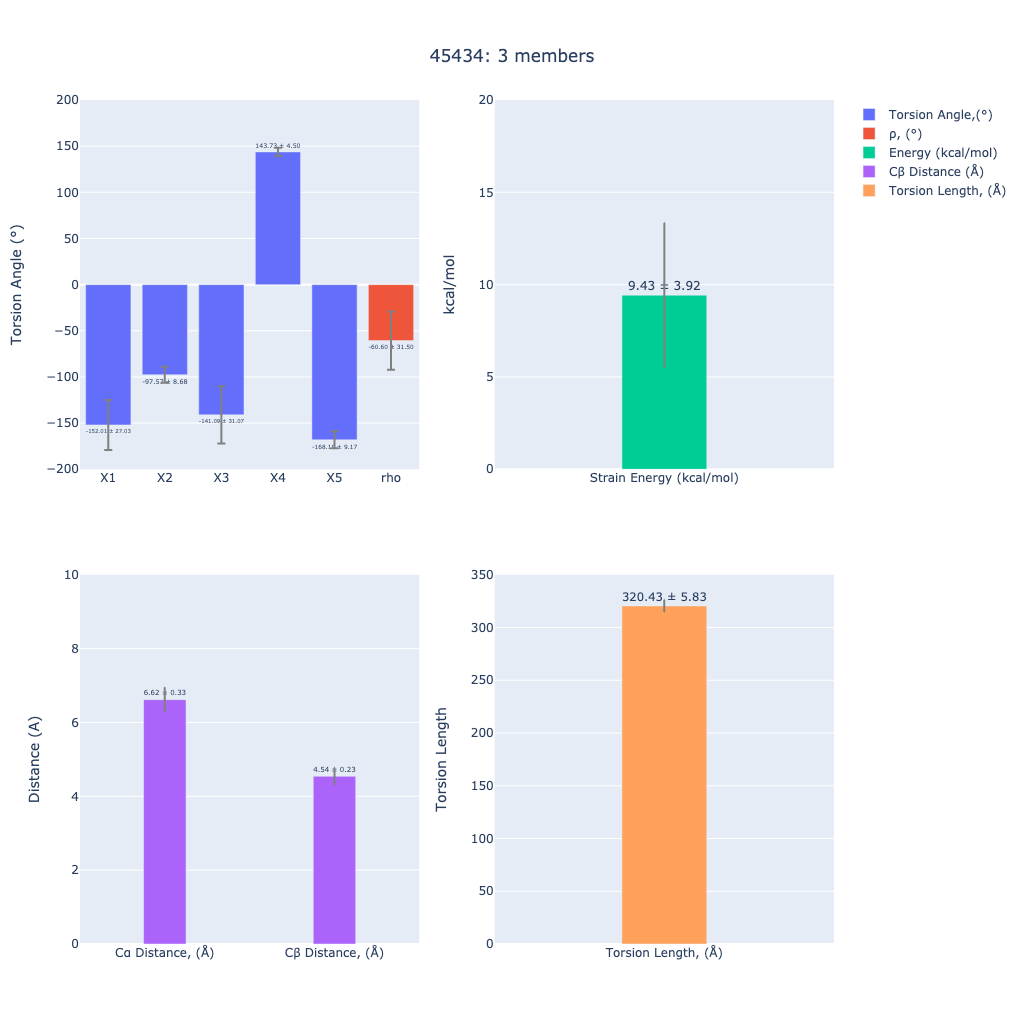 45434: 3 members
200
150
100
50
0
−50
−100
−150
−200
Torsion Angle (°)
143.73 ± 4.50
-60.60 ± 31.50
-97.57 ± 8.68
-141.09 ± 31.07
-152.01 ± 27.03
± 9.17
X1 X2 X3 X4 X5 rho
20
15
10
5
0
kcal/mol
9.43 ± 3.92
Strain Energy (kcal/mol)
Torsion Angle,(°)
ρ, (°)
Energy (kcal/mol)
Cβ Distance (Å)
Torsion Length, (Å)
10
8
6
4
2
0
Distance (A)
6.62 ± 0.33
4.54 ± 0.23
Cα Distance, (Å) Cβ Distance, (Å)
350
300
250
200
150
100
50
0
Torsion Length
320.43 ± 5.83
Torsion Length, (Å)